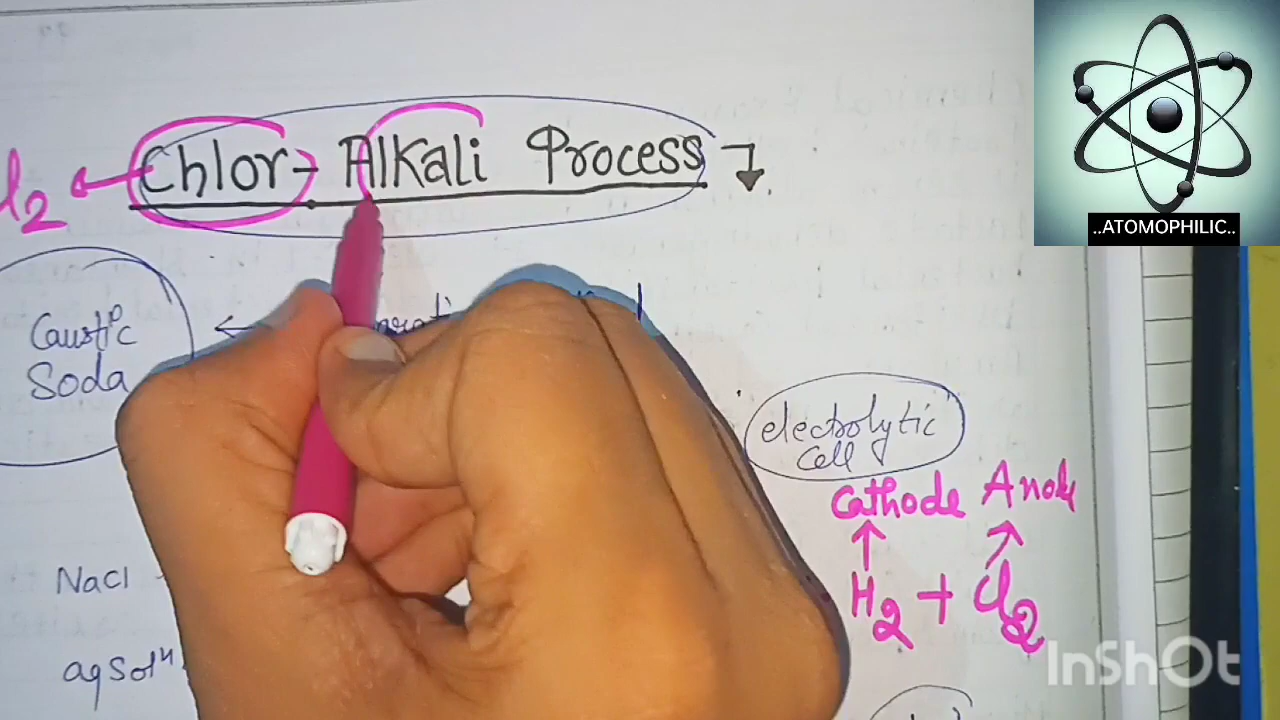 Chlor-Alkali Process
..ATOMOPHILIC..
Caustic
Soda
electrolytic
Cell
Cathode Anode
H2 + Cl2
NaCl
aq Sol^n
InShOt